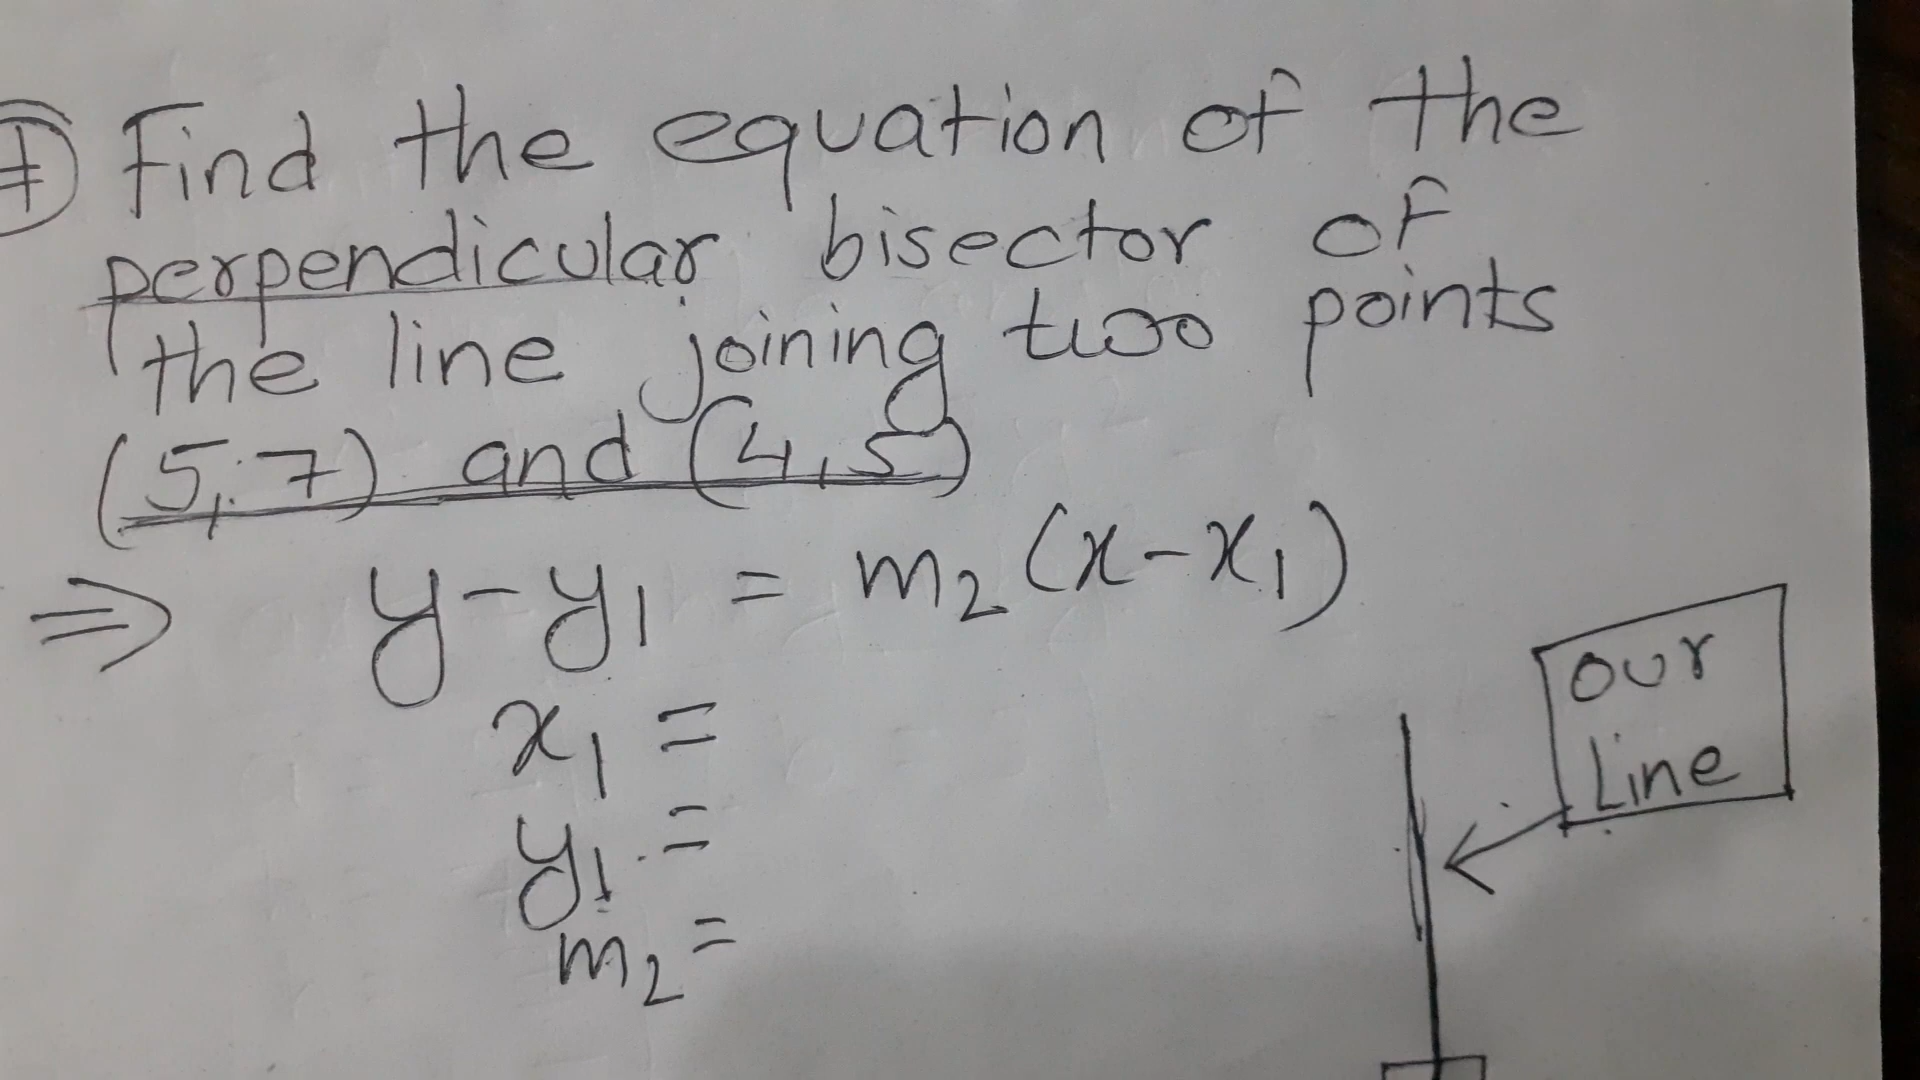 Find the equation of the
perpendicular bisector of
the line joining two points
(5, 7) and (4, 5)
⇒ y - y₁ = m₂ (x - x₁)
x₁ =
y₁ =
m₂ =
our
Line